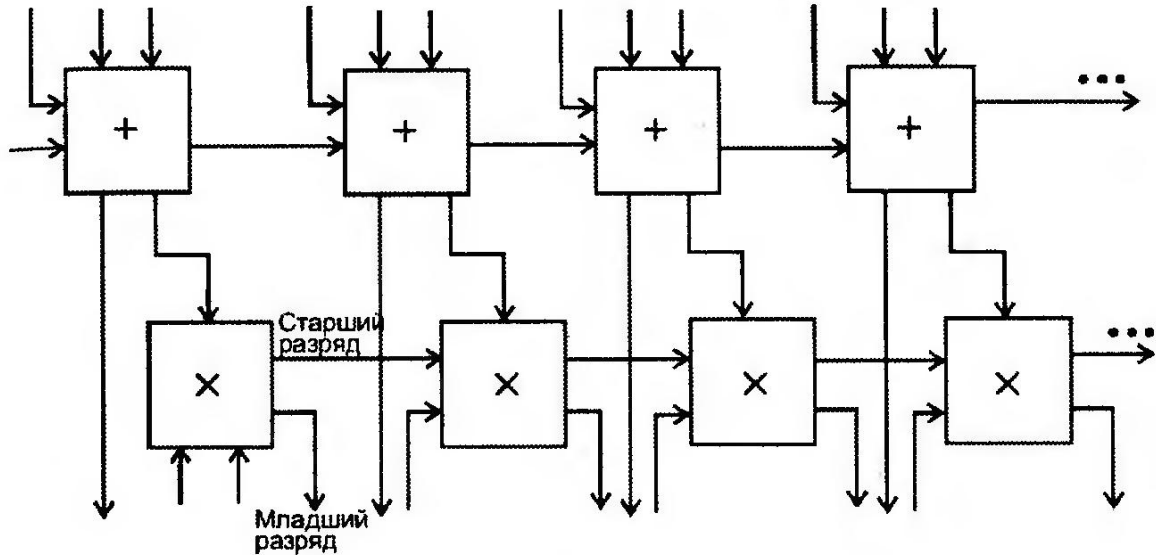 + + + +
Старший
разряд
× × × ×
Младший
разряд